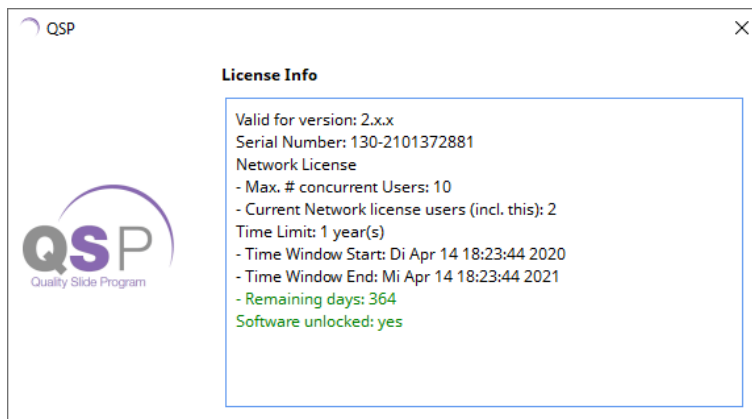 QSP
License Info
Valid for version: 2.x.x
Serial Number: 130-2101372881
Network License
- Max. # concurrent Users: 10
- Current Network license users (incl. this): 2
Time Limit: 1 year(s)
- Time Window Start: Di Apr 14 18:23:44 2020
- Time Window End: Mi Apr 14 18:23:44 2021
- Remaining days: 364
Software unlocked: yes
QSP
Quality Slide Program